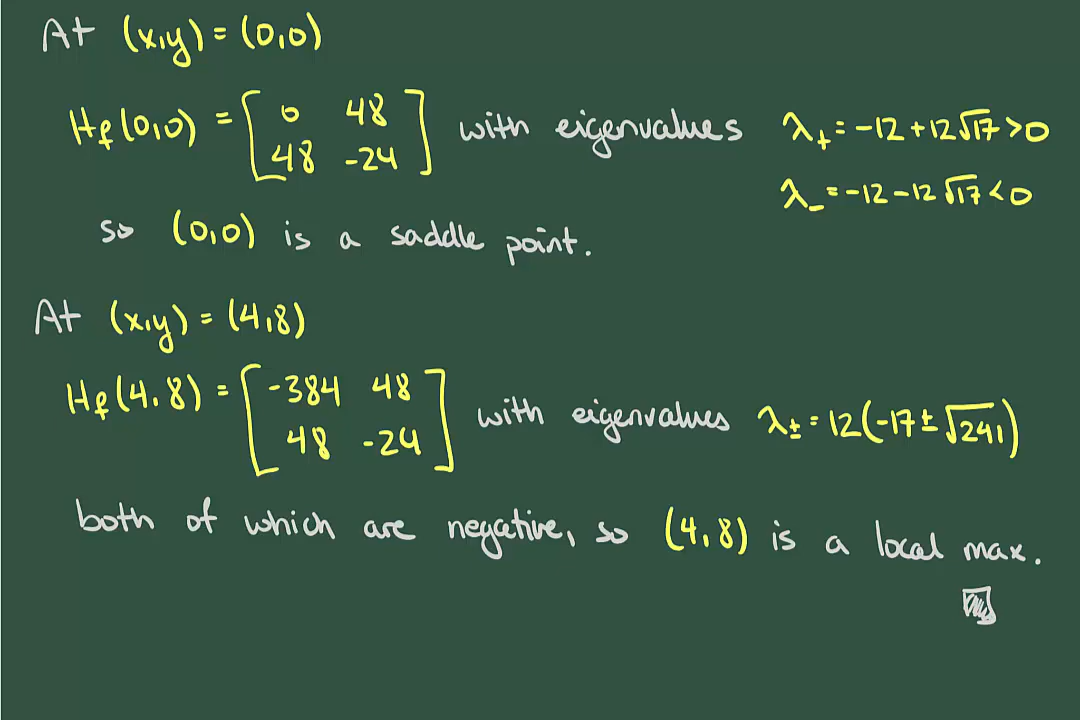 At (x,y) = (0,0)
Hf(0,0) = [0 48; 48 -24] with eigenvalues λ₊ = -12 + 12√17 > 0
λ₋ = -12 - 12√17 < 0
so (0,0) is a saddle point.
At (x,y) = (4,8)
Hf(4,8) = [-384 48; 48 -24] with eigenvalues λ± = 12(-17 ± √241)
both of which are negative, so (4,8) is a local max.